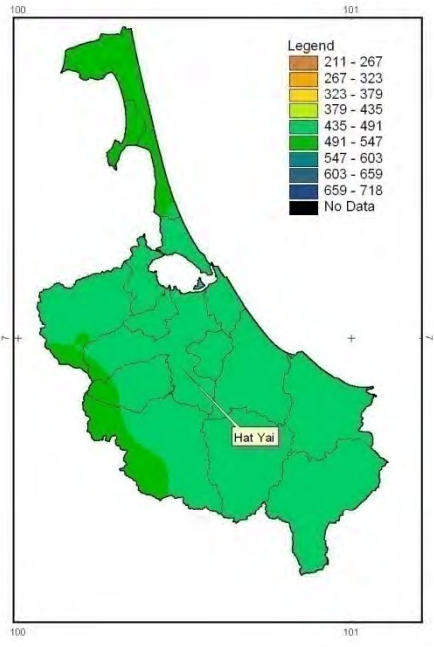 100 101
Legend
211 - 267
267 - 323
323 - 379
379 - 435
435 - 491
491 - 547
547 - 603
603 - 659
659 - 718
No Data
7 7
Hat Yai
100 101